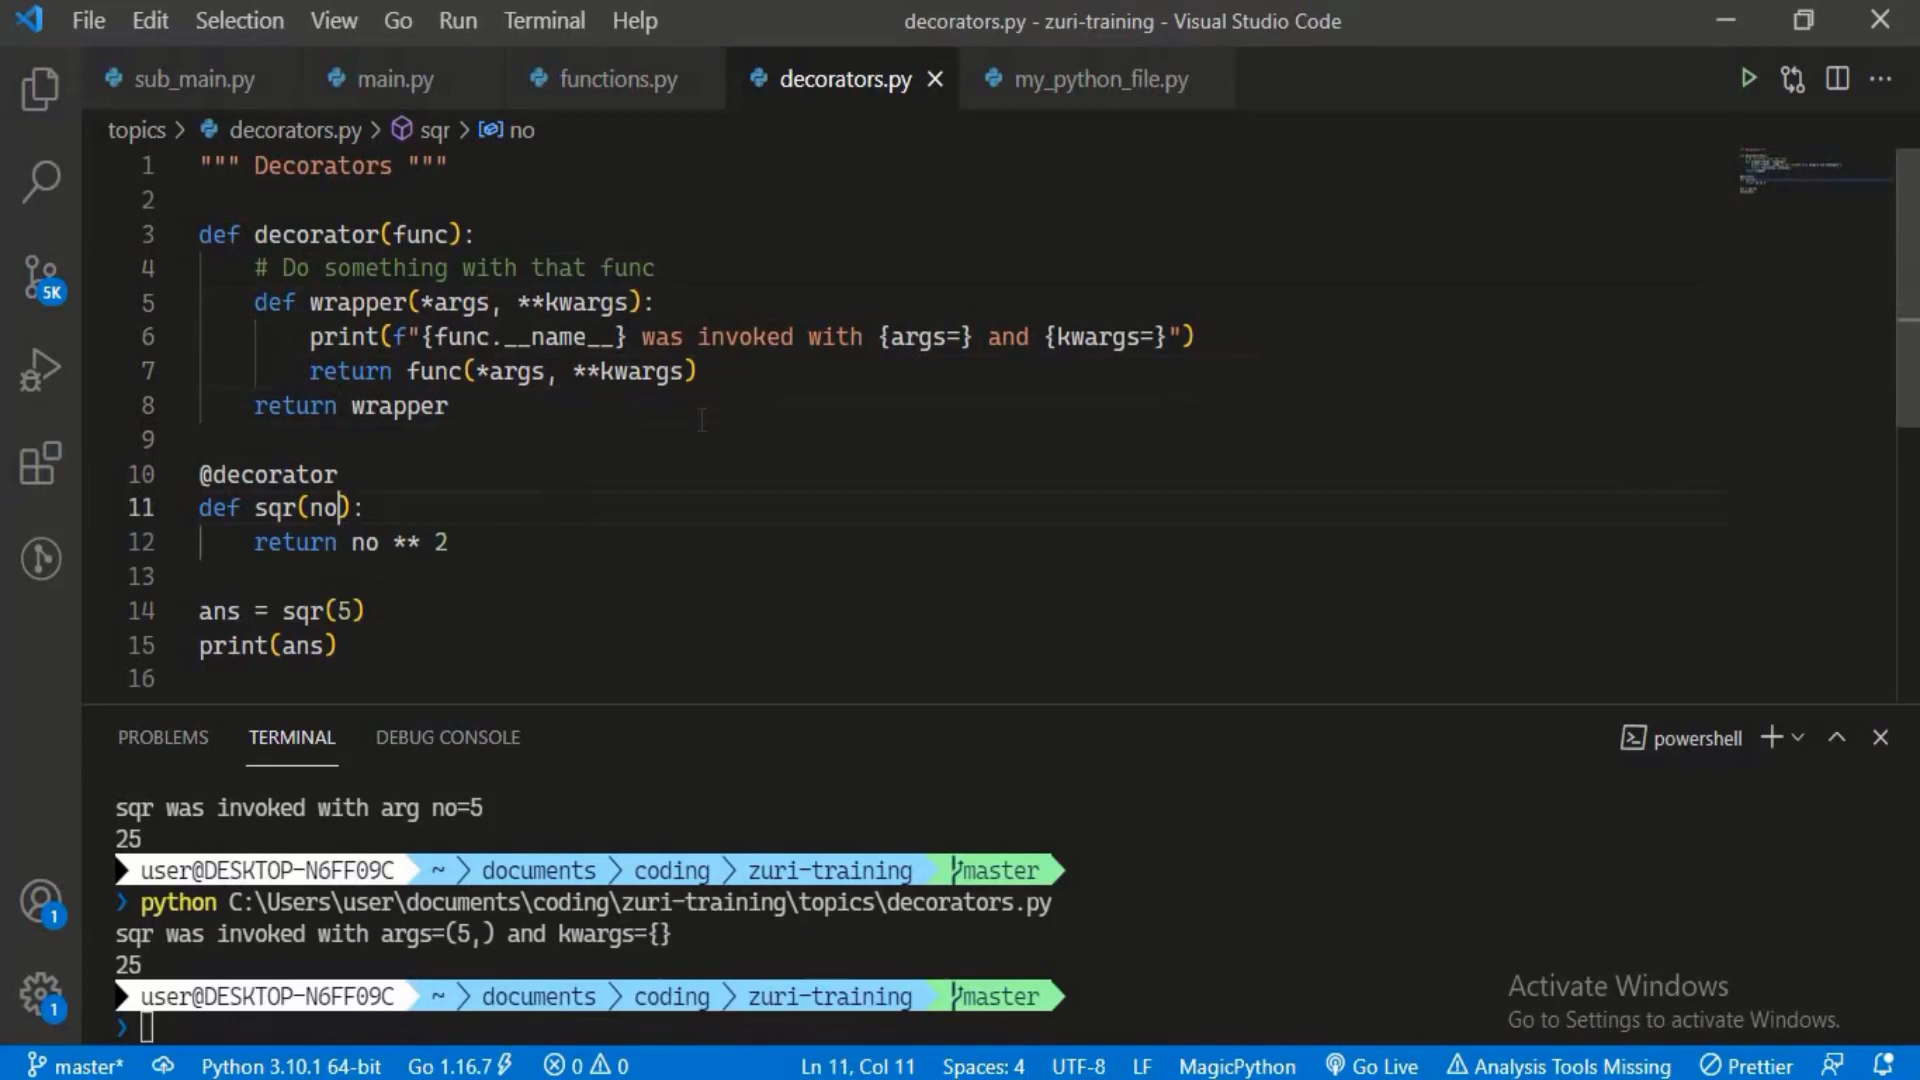 File Edit Selection View Go Run Terminal Help decorators.py - zuri-training - Visual Studio Code
sub_main.py main.py functions.py decorators.py my_python_file.py
topics > decorators.py > sqr > no
1 """ Decorators """
2
3 def decorator(func):
4 # Do something with that func
5 def wrapper(*args, **kwargs):
6 print(f"{func.__name__} was invoked with {args=} and {kwargs=}")
7 return func(*args, **kwargs)
8 return wrapper
9
10 @decorator
11 def sqr(no):
12 return no ** 2
13
14 ans = sqr(5)
15 print(ans)
16
5K
PROBLEMS TERMINAL DEBUG CONSOLE powershell
sqr was invoked with arg no=5
25
user@DESKTOP-N6FF09C ~ documents coding zuri-training master
python C:\Users\user\documents\coding\zuri-training\topics\decorators.py
sqr was invoked with args=(5,) and kwargs={}
25
user@DESKTOP-N6FF09C ~ documents coding zuri-training master
1
1
Activate Windows
Go to Settings to activate Windows.
master* Python 3.10.1 64-bit Go 1.16.7 0 0 Ln 11, Col 11 Spaces: 4 UTF-8 LF MagicPython Go Live Analysis Tools Missing Prettier